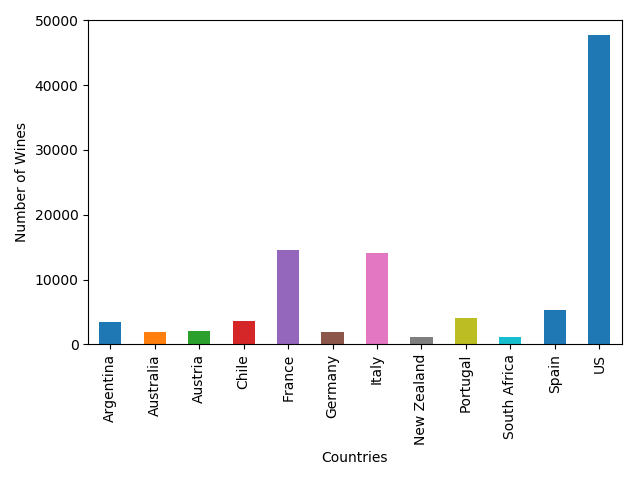 50000
40000
30000
20000
10000
0
Number of Wines
Argentina
Australia
Austria
Chile
France
Germany
Italy
New Zealand
Portugal
South Africa
Spain
US
Countries